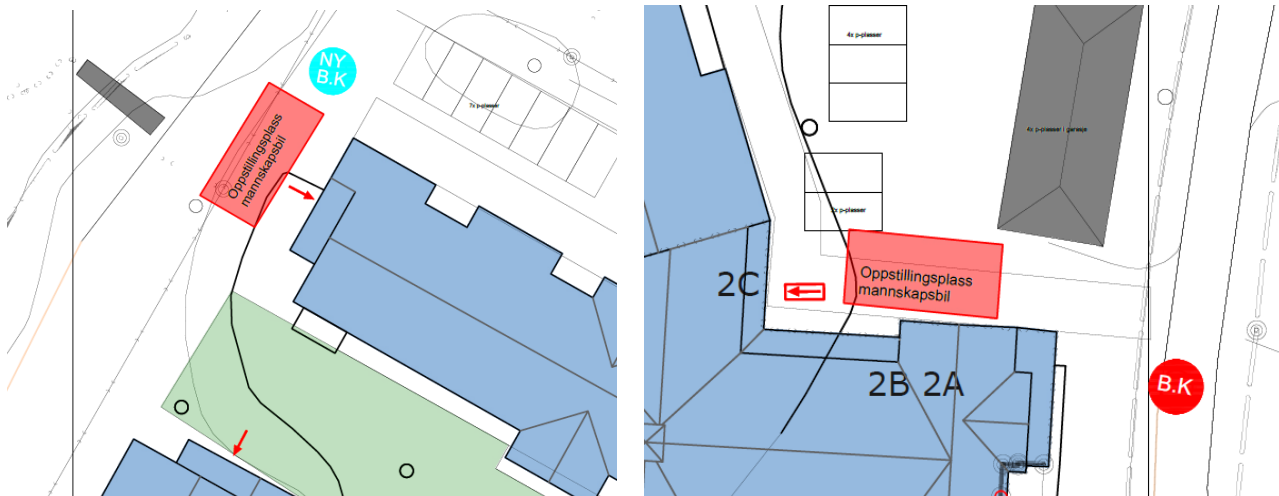 NY
B.K
Oppstillingsplass
mannskapsbil
7x p-plasser
4x p-plasser
4x p-plasser i garasje
2x p-plasser
Oppstillingsplass
mannskapsbil
2C
2B 2A
B.K